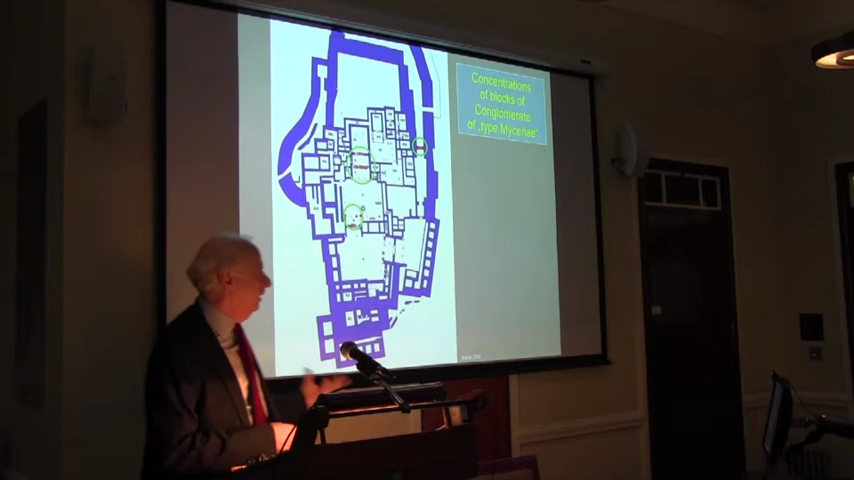 Concentrations
of blocks of
Conglomerate
of „type Mycenae“